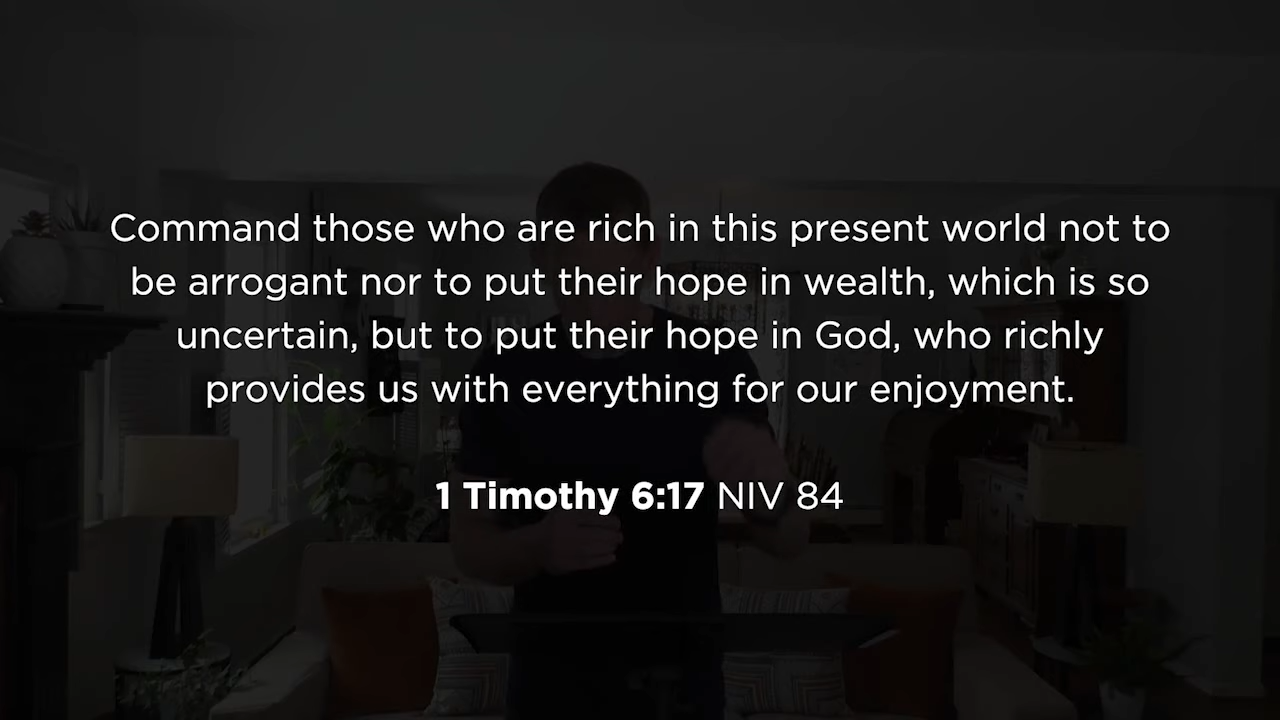 Command those who are rich in this present world not to
be arrogant nor to put their hope in wealth, which is so
uncertain, but to put their hope in God, who richly
provides us with everything for our enjoyment.
1 Timothy 6:17 NIV 84